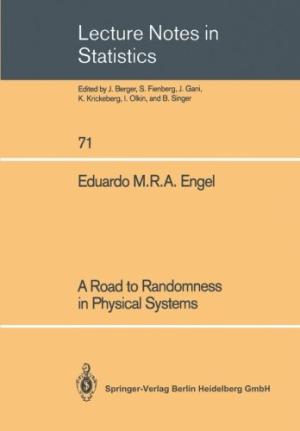 Lecture Notes in
Statistics
Edited by J. Berger, S. Fienberg, J. Gani,
K. Krickeberg, I. Olkin, and B. Singer
71
Eduardo M.R.A. Engel
A Road to Randomness
in Physical Systems
Springer-Verlag Berlin Heidelberg GmbH